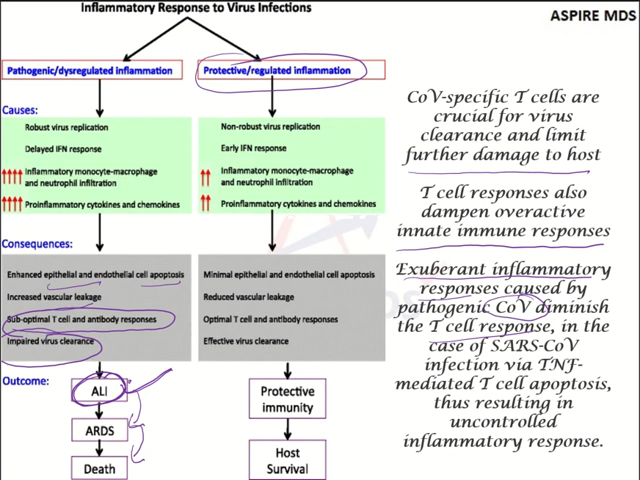 Inflammatory Response to Virus Infections
ASPIRE MDS
Pathogenic/dysregulated inflammation
Protective/regulated inflammation
Causes:
Robust virus replication
Delayed IFN response
Inflammatory monocyte-macrophage
and neutrophil infiltration
Proinflammatory cytokines and chemokines
Non-robust virus replication
Early IFN response
Inflammatory monocyte-macrophage
and neutrophil infiltration
Proinflammatory cytokines and chemokines
Consequences:
Enhanced epithelial and endothelial cell apoptosis
Increased vascular leakage
Sub-optimal T cell and antibody responses
Impaired virus clearance
Minimal epithelial and endothelial cell apoptosis
Reduced vascular leakage
Optimal T cell and antibody responses
Effective virus clearance
Outcome:
ALI
ARDS
Death
Protective
immunity
Host
Survival
CoV-specific T cells are
crucial for virus
clearance and limit
further damage to host
T cell responses also
dampen overactive
innate immune responses
Exuberant inflammatory
responses caused by
pathogenic CoV diminish
the T cell response, in the
case of SARS-CoV
infection via TNF-
mediated T cell apoptosis,
thus resulting in
uncontrolled
inflammatory response.